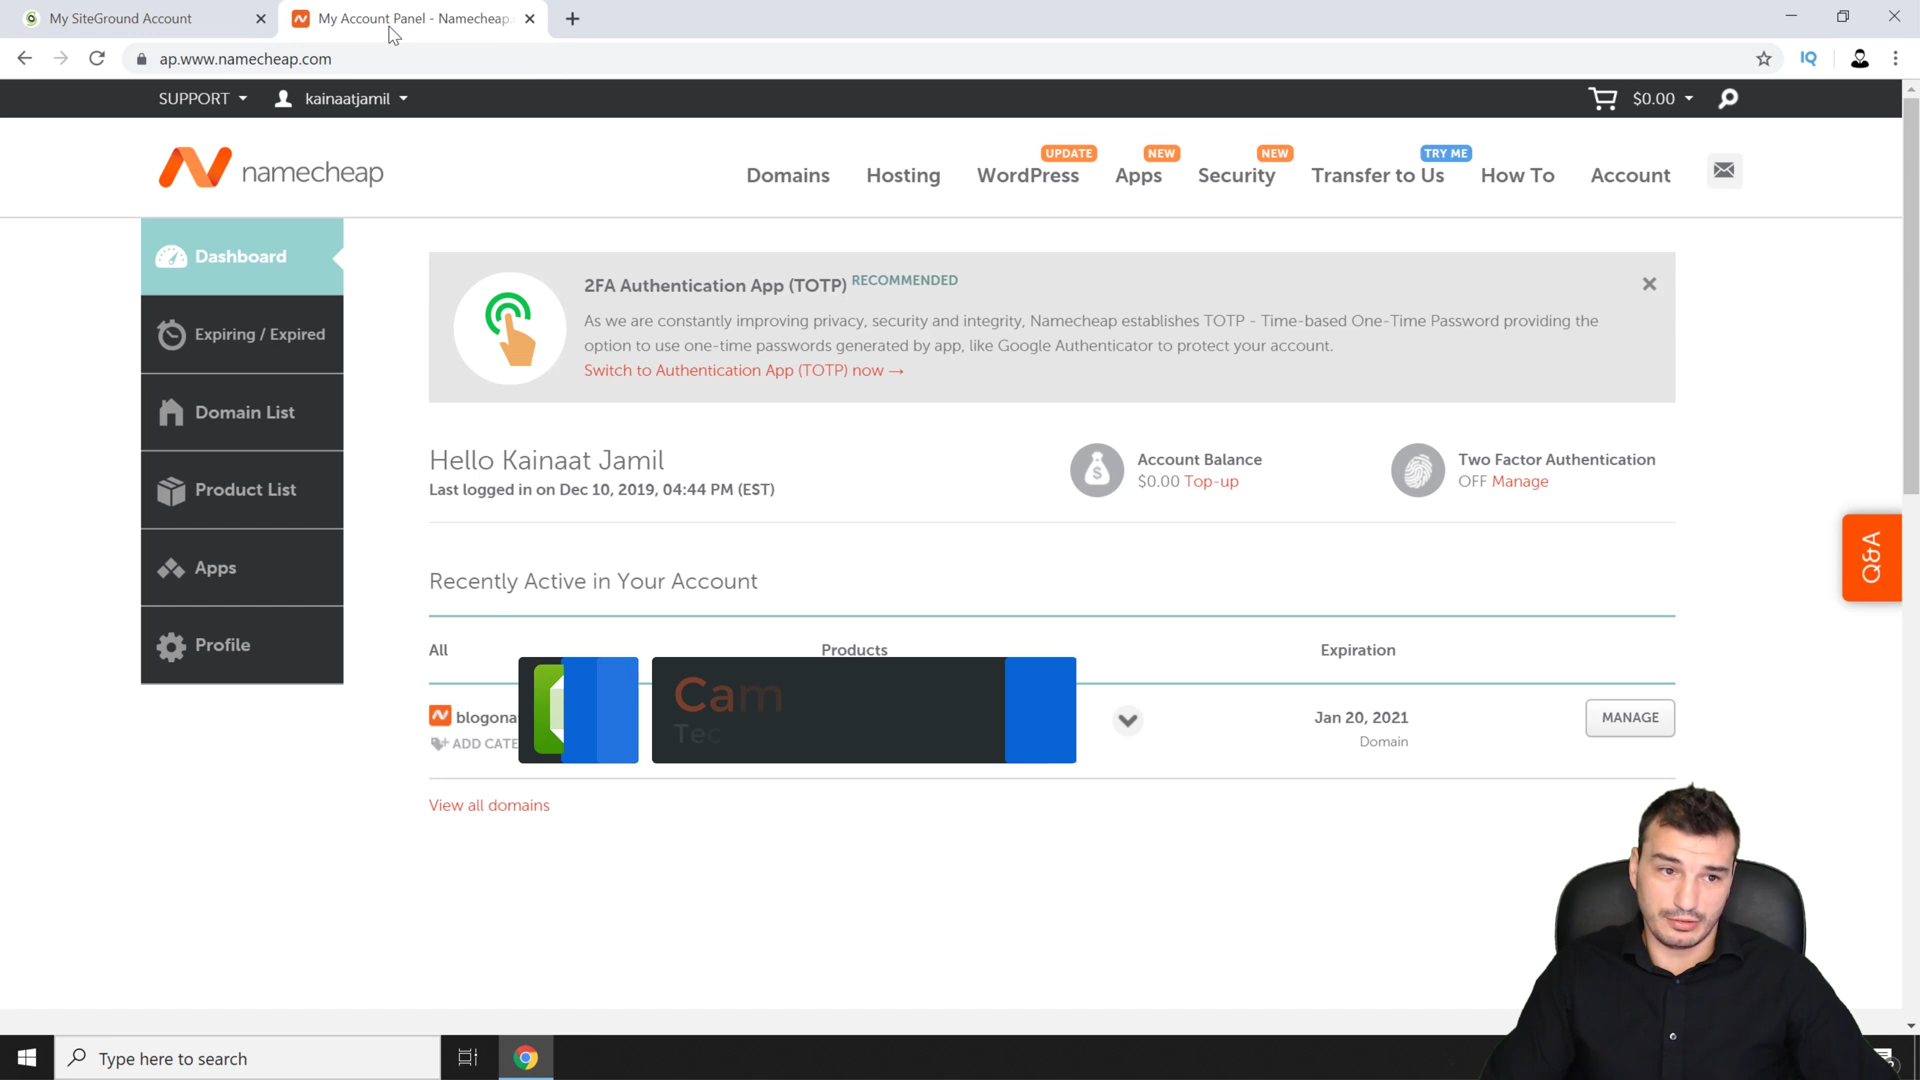 My SiteGround Account
My Account Panel - Namecheap.
ap.www.namecheap.com
IQ
SUPPORT
kainaatjamil
$0.00
namecheap
Domains
Hosting
UPDATE
WordPress
NEW
Apps
NEW
Security
TRY ME
Transfer to Us
How To
Account
Dashboard
Expiring / Expired
Domain List
Product List
Apps
Profile
2FA Authentication App (TOTP) RECOMMENDED
As we are constantly improving privacy, security and integrity, Namecheap establishes TOTP - Time-based One-Time Password providing the
option to use one-time passwords generated by app, like Google Authenticator to protect your account.
Switch to Authentication App (TOTP) now →
Hello Kainaat Jamil
Last logged in on Dec 10, 2019, 04:44 PM (EST)
Account Balance
$0.00 Top-up
Two Factor Authentication
OFF Manage
Q&A
Recently Active in Your Account
All
Products
Expiration
blogona
ADD CATE
Cam
Tec
Jan 20, 2021
Domain
MANAGE
View all domains
Type here to search